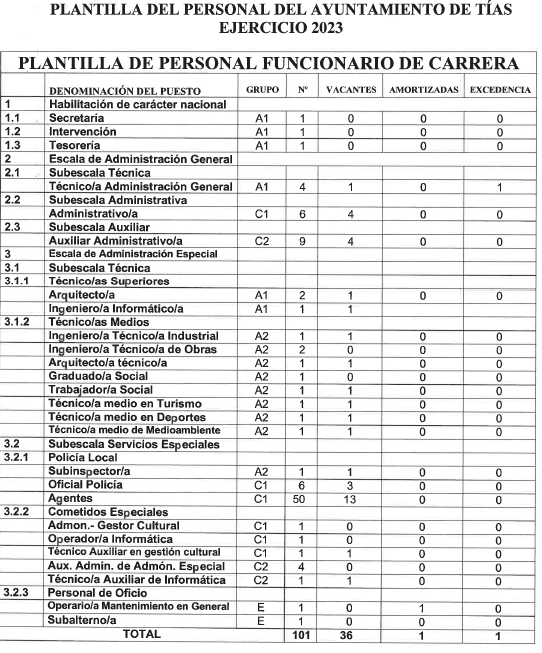 PLANTILLA DEL PERSONAL DEL AYUNTAMIENTO DE TÍAS
EJERCICIO 2023
PLANTILLA DE PERSONAL FUNCIONARIO DE CARRERA
DENOMINACIÓN DEL PUESTO GRUPO Nº VACANTES AMORTIZADAS EXCEDENCIA
1 Habilitación de carácter nacional
1.1 Secretaría A1 1 0 0 0
1.2 Intervención A1 1 0 0 0
1.3 Tesorería A1 1 0 0 0
2 Escala de Administración General
2.1 Subescala Técnica
Técnico/a Administración General A1 4 1 0 1
2.2 Subescala Administrativa
Administrativo/a C1 6 4 0 0
2.3 Subescala Auxiliar
Auxiliar Administrativo/a C2 9 4 0 0
3 Escala de Administración Especial
3.1 Subescala Técnica
3.1.1 Técnico/as Superiores
Arquitecto/a A1 2 1 0 0
Ingeniero/a Informático/a A1 1 1
3.1.2 Técnico/as Medios
Ingeniero/a Técnico/a Industrial A2 1 1 0 0
Ingeniero/a Técnico/a de Obras A2 2 0 0 0
Arquitecto/a técnico/a A2 1 1 0 0
Graduado/a Social A2 1 0 0 0
Trabajador/a Social A2 1 1 0 0
Técnico/a medio en Turismo A2 1 1 0 0
Técnico/a medio en Deportes A2 1 1 0 0
Técnico/a medio de Medioambiente A2 1 1 0 0
3.2 Subescala Servicios Especiales
3.2.1 Policía Local
Subinspector/a A2 1 1 0 0
Oficial Policía C1 6 3 0 0
Agentes C1 50 13 0 0
3.2.2 Cometidos Especiales
Admon.- Gestor Cultural C1 1 0 0 0
Operador/a Informática C1 1 0 0 0
Técnico Auxiliar en gestión cultural C1 1 1 0 0
Aux. Admin. de Admón. Especial C2 4 0 0 0
Técnico/a Auxiliar de Informática C2 1 1 0 0
3.2.3 Personal de Oficio
Operario/a Mantenimiento en General E 1 0 1 0
Subalterno/a E 1 0 0 0
TOTAL 101 36 1 1